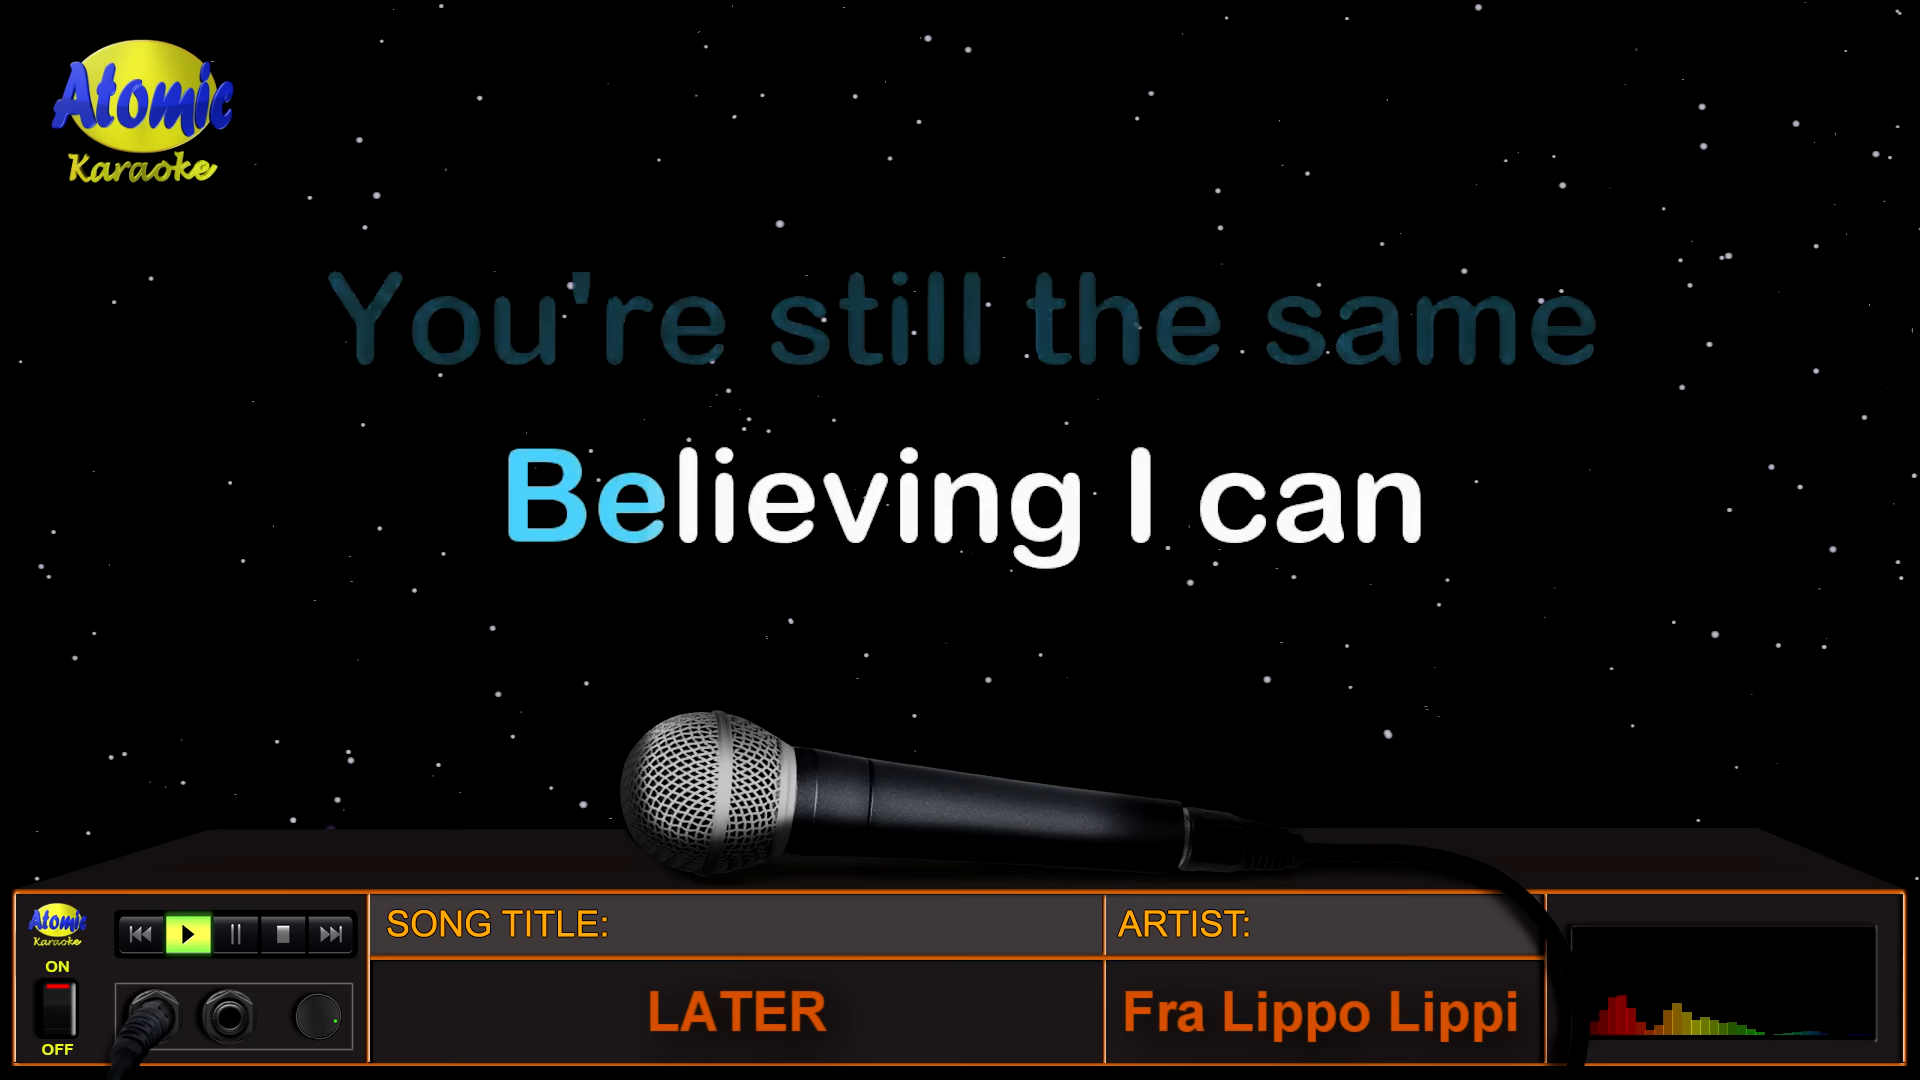 Atomic
Karaoke
You're still the same
Believing I can
Atomic
Karaoke
ON
OFF
SONG TITLE:
LATER
ARTIST:
Fra Lippo Lippi